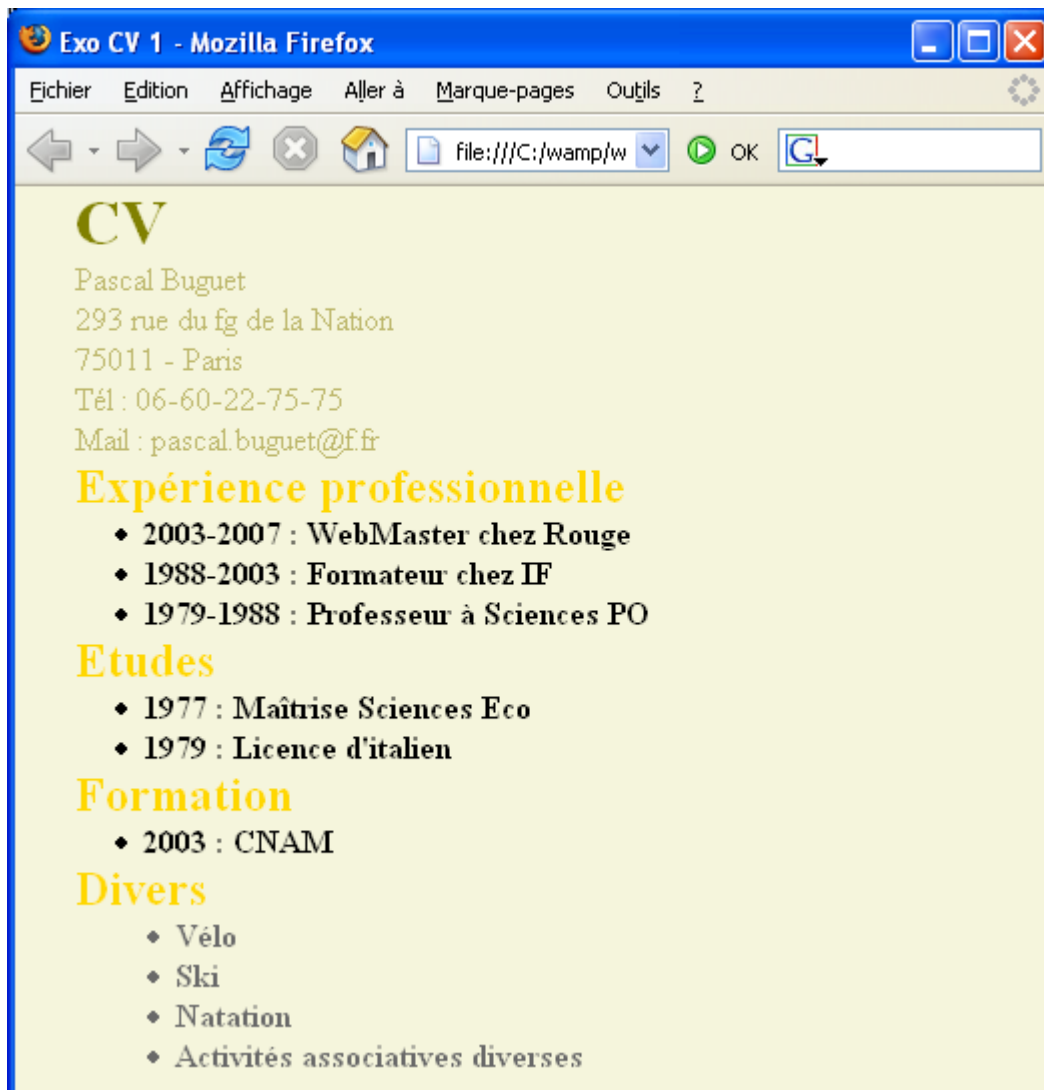 Exo CV 1 - Mozilla Firefox
Fichier Edition Affichage Aller à Marque-pages Outils ?
file:///C:/wamp/w OK G
CV
Pascal Buguet
293 rue du fg de la Nation
75011 - Paris
Tél : 06-60-22-75-75
Mail : pascal.buguet@f.fr
Expérience professionnelle
• 2003-2007 : WebMaster chez Rouge
• 1988-2003 : Formateur chez IF
• 1979-1988 : Professeur à Sciences PO
Etudes
• 1977 : Maîtrise Sciences Eco
• 1979 : Licence d'italien
Formation
• 2003 : CNAM
Divers
• Vélo
• Ski
• Natation
• Activités associatives diverses